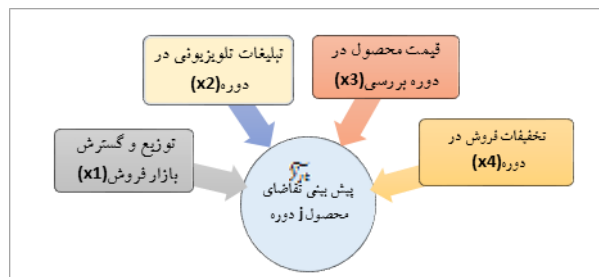 تبلیغات تلویزیونی در
دوره(x2)
قیمت محصول در
دوره بررسی(x3)
توزیع و گسترش
بازار فروش(x1)
تخفیفات فروش در
دوره(x4)
پیش بینی تقاضای
محصول j دوره